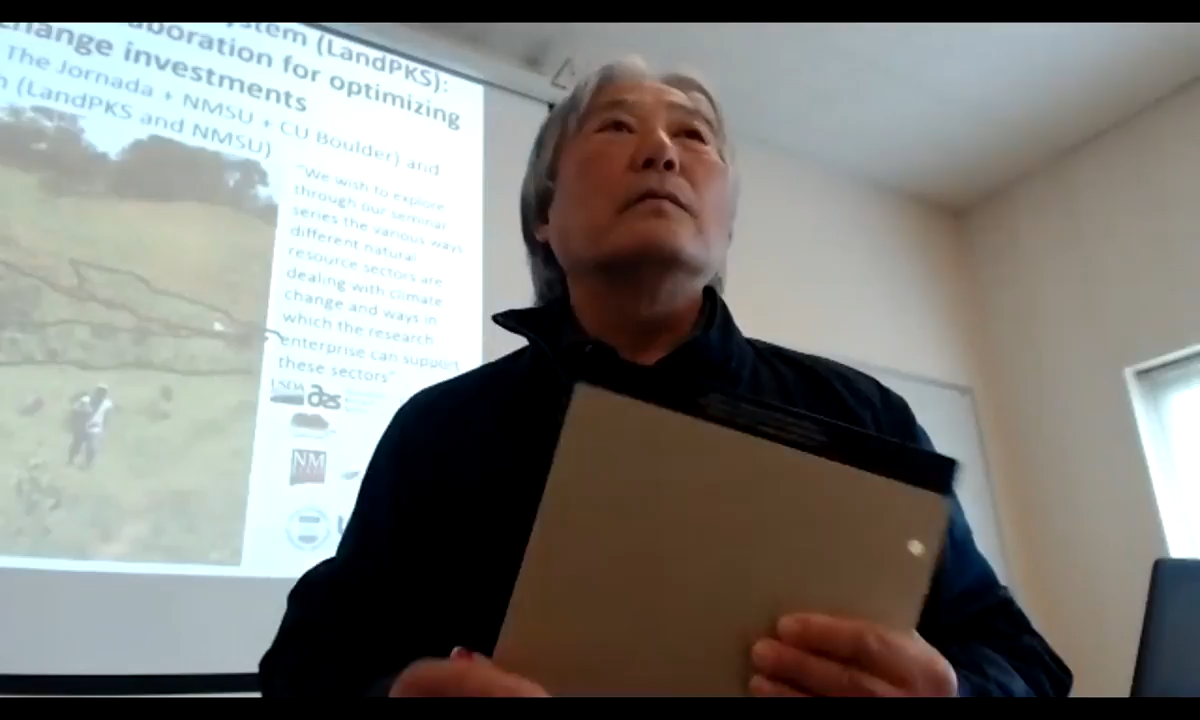 stem (LandPKS):
aboration for optimizing
change investments
The Jornada + NMSU + CU Boulder) and
(LandPKS and NMSU)
"We wish to explore
through our seminar
series the various ways
different natural
resource sectors are
dealing with climate
change and ways in
which the research
enterprise can support
these sectors"
USDA
NM